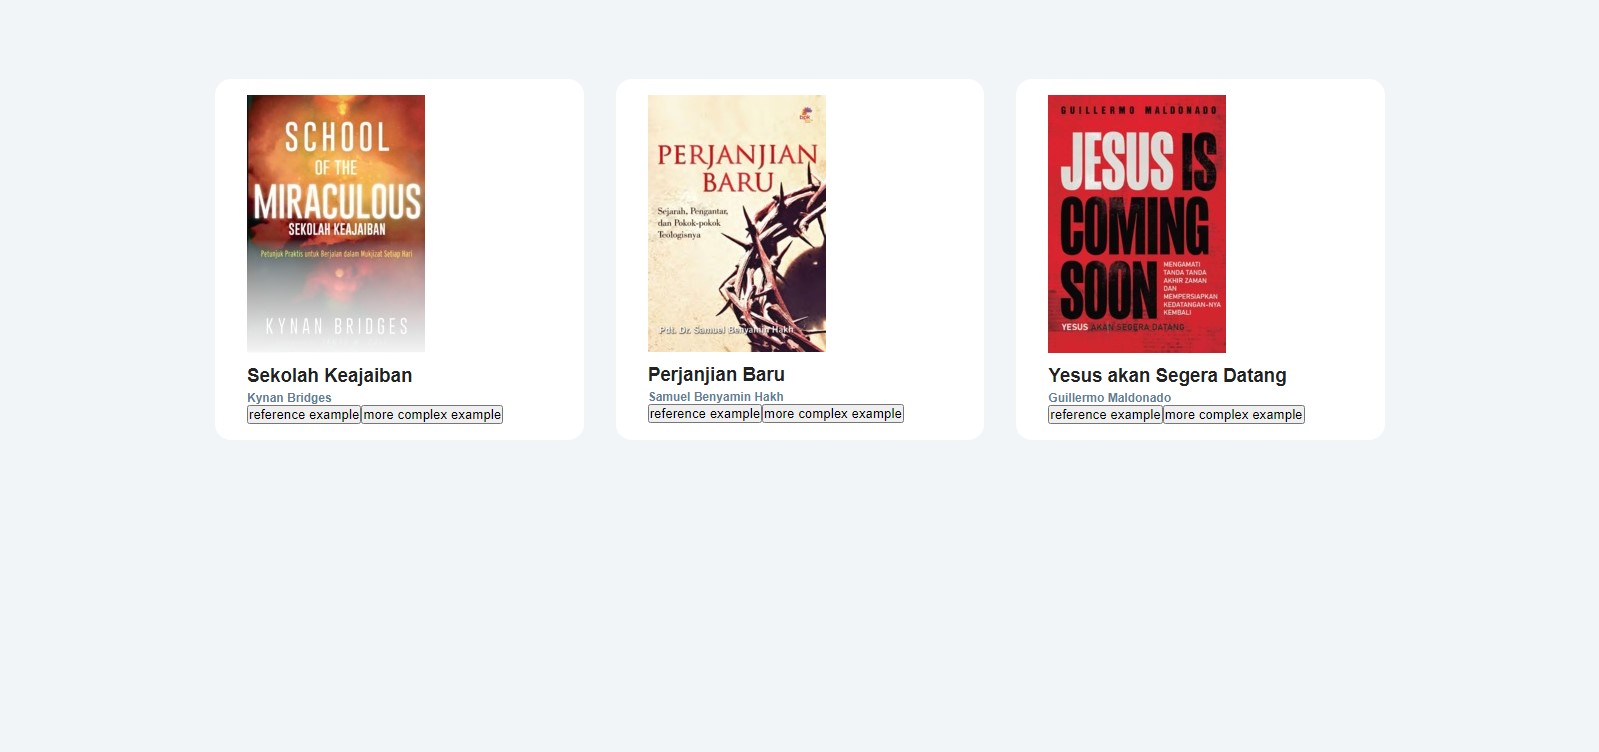 SCHOOL
OF THE
MIRACULOUS
SEKOLAH KEAJAIBAN
Petunjuk Praktis untuk Berjalan dalam Mukjizat Setiap Hari
KYNAN BRIDGES
Sekolah Keajaiban
Kynan Bridges
reference example
more complex example
PERJANJIAN
BARU
Sejarah, Pengantar,
dan Pokok-pokok
Teologisnya
Pdt. Dr. Samuel Benyamin Hakh
Perjanjian Baru
Samuel Benyamin Hakh
reference example
more complex example
GUILLERMO MALDONADO
JESUS IS
COMING
SOON
MENGAMATI
TANDA TANDA
AKHIR ZAMAN
DAN
MEMPERSIAPKAN
KEDATANGAN-NYA
KEMBALI
YESUS AKAN SEGERA DATANG
Yesus akan Segera Datang
Guillermo Maldonado
reference example
more complex example